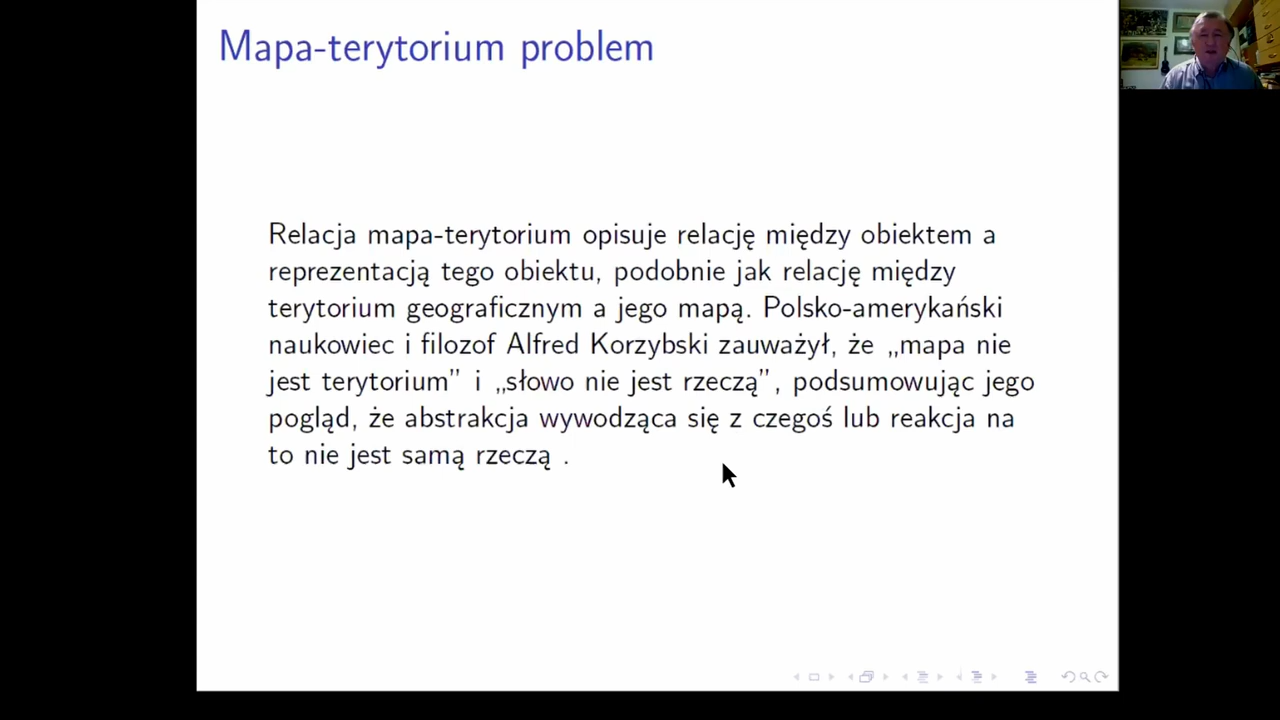 Mapa-terytorium problem
Relacja mapa-terytorium opisuje relację między obiektem a
reprezentacją tego obiektu, podobnie jak relację między
terytorium geograficznym a jego mapą. Polsko-amerykański
naukowiec i filozof Alfred Korzybski zauważył, że „mapa nie
jest terytorium” i „słowo nie jest rzeczą”, podsumowując jego
pogląd, że abstrakcja wywodząca się z czegoś lub reakcja na
to nie jest samą rzeczą .